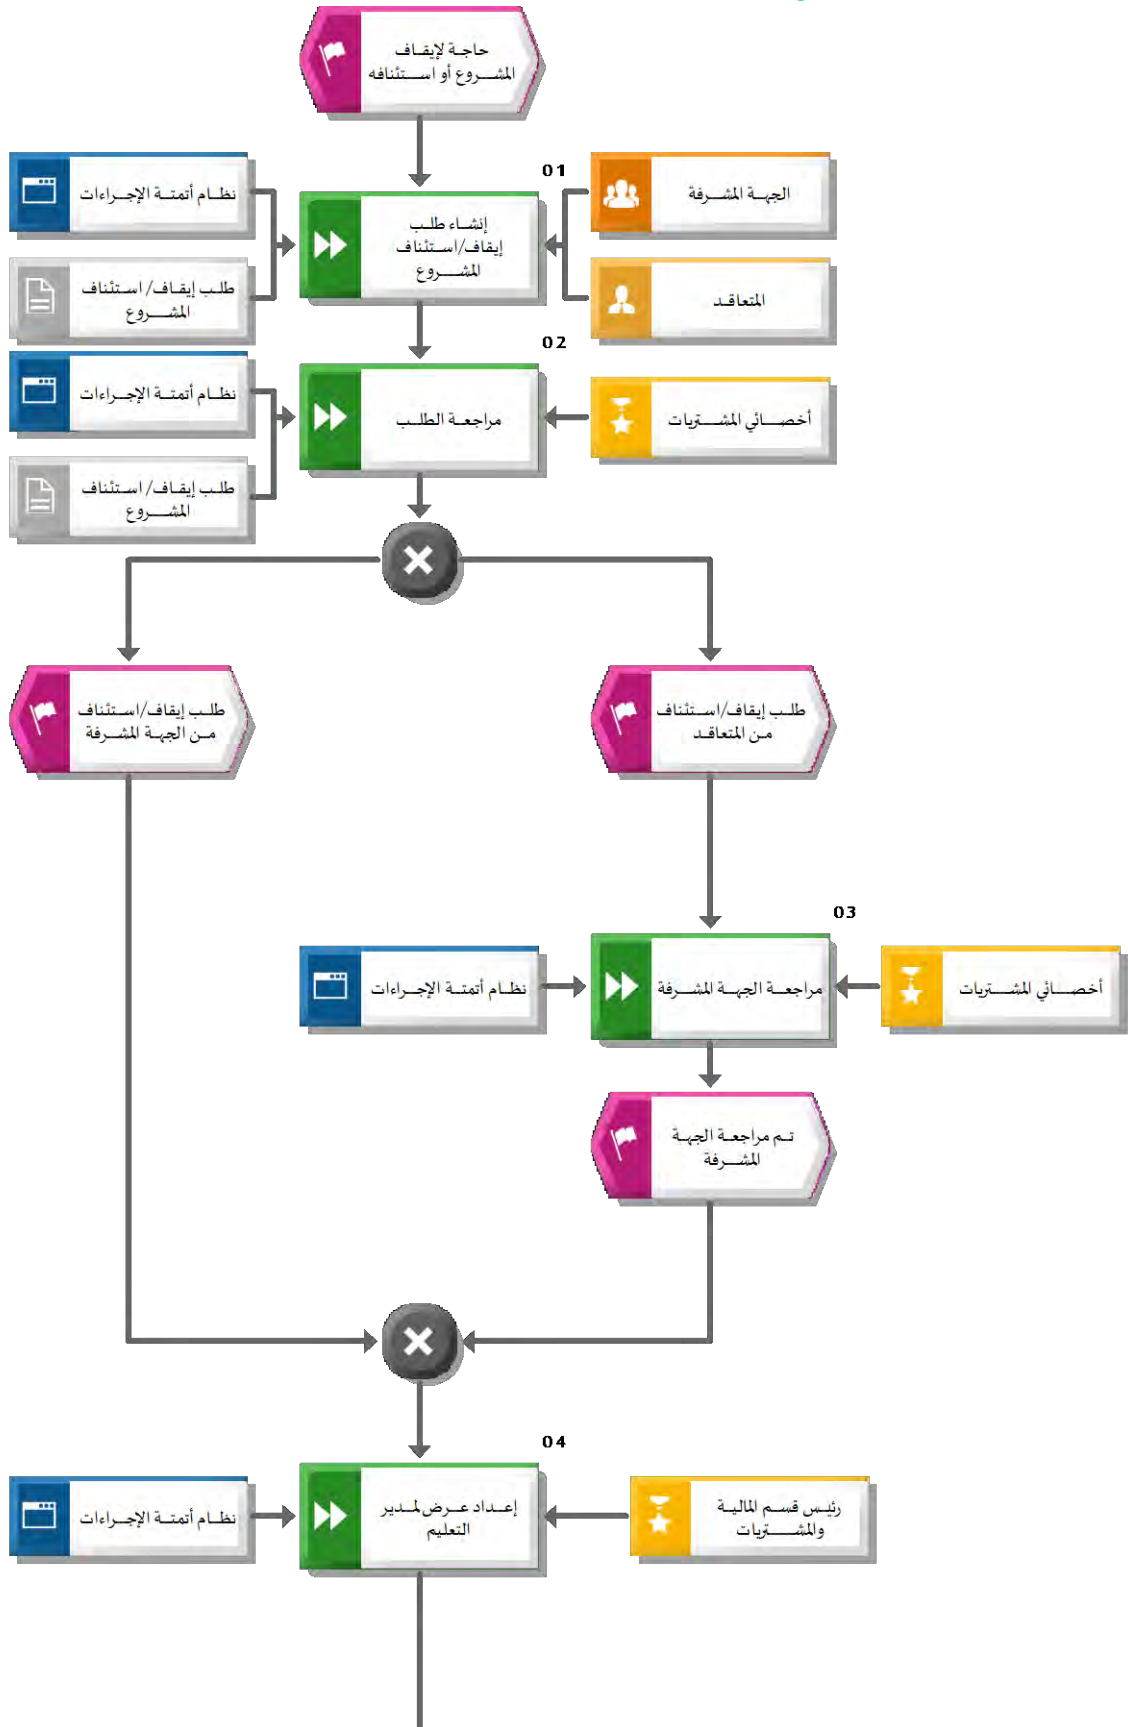 حاجة لإيقاف
المشروع أو استئنافه
01
الجهة المشرفة
نظام أتمتة الإجراءات
إنشاء طلب
إيقاف/استئناف
المشروع
المتعاقد
طلب إيقاف/ استئناف
المشروع
02
أخصائي المشتريات
مراجعة الطلب
نظام أتمتة الإجراءات
طلب إيقاف/ استئناف
المشروع
طلب إيقاف/استئناف
من المتعاقد
طلب إيقاف/استئناف
من الجهة المشرفة
03
أخصائي المشتريات
مراجعة الجهة المشرفة
نظام أتمتة الإجراءات
تم مراجعة الجهة
المشرفة
04
رئيس قسم المالية
والمشتريات
إعداد عرض لمدير
التعليم
نظام أتمتة الإجراءات